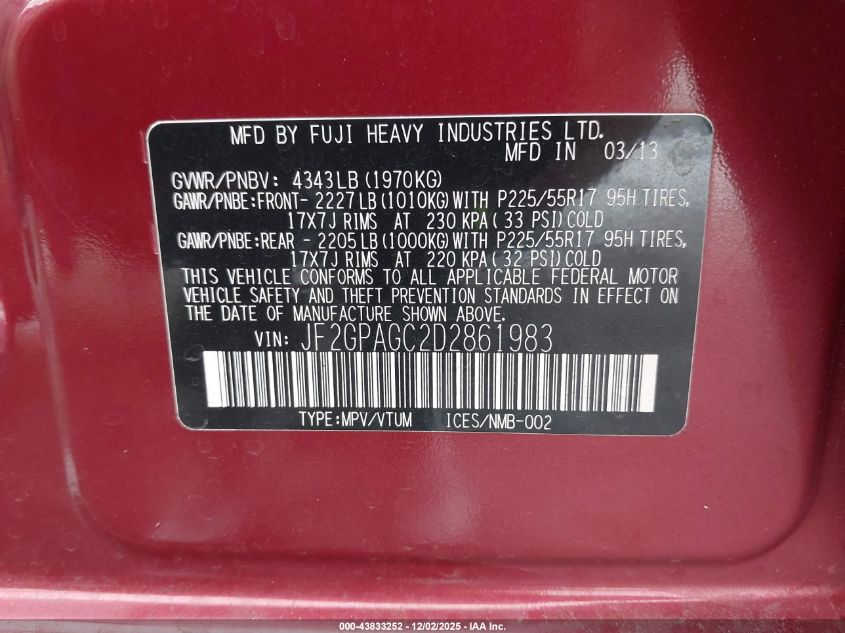 MFD BY FUJI HEAVY INDUSTRIES LTD.
MFD IN 03/13
GVWR/PNBV: 4343LB (1970KG)
GAWR/PNBE:FRONT- 2227LB(1010KG)WITH P225/55R17 95H TIRES,
17X7J RIMS AT 230 KPA(33 PSI)COLD
GAWR/PNBE:REAR - 2205LB(1000KG)WITH P225/55R17 95H TIRES,
17X7J RIMS AT 220 KPA(32 PSI)COLD
THIS VEHICLE CONFORMS TO ALL APPLICABLE FEDERAL MOTOR
VEHICLE SAFETY AND THEFT PREVENTION STANDARDS IN EFFECT ON
THE DATE OF MANUFACTURE SHOWN ABOVE.
VIN: JF2GPAGC2D2861983
TYPE:MPV/VTUM ICES/NMB-002
000-43833252 - 12/02/2025 - IAA Inc.